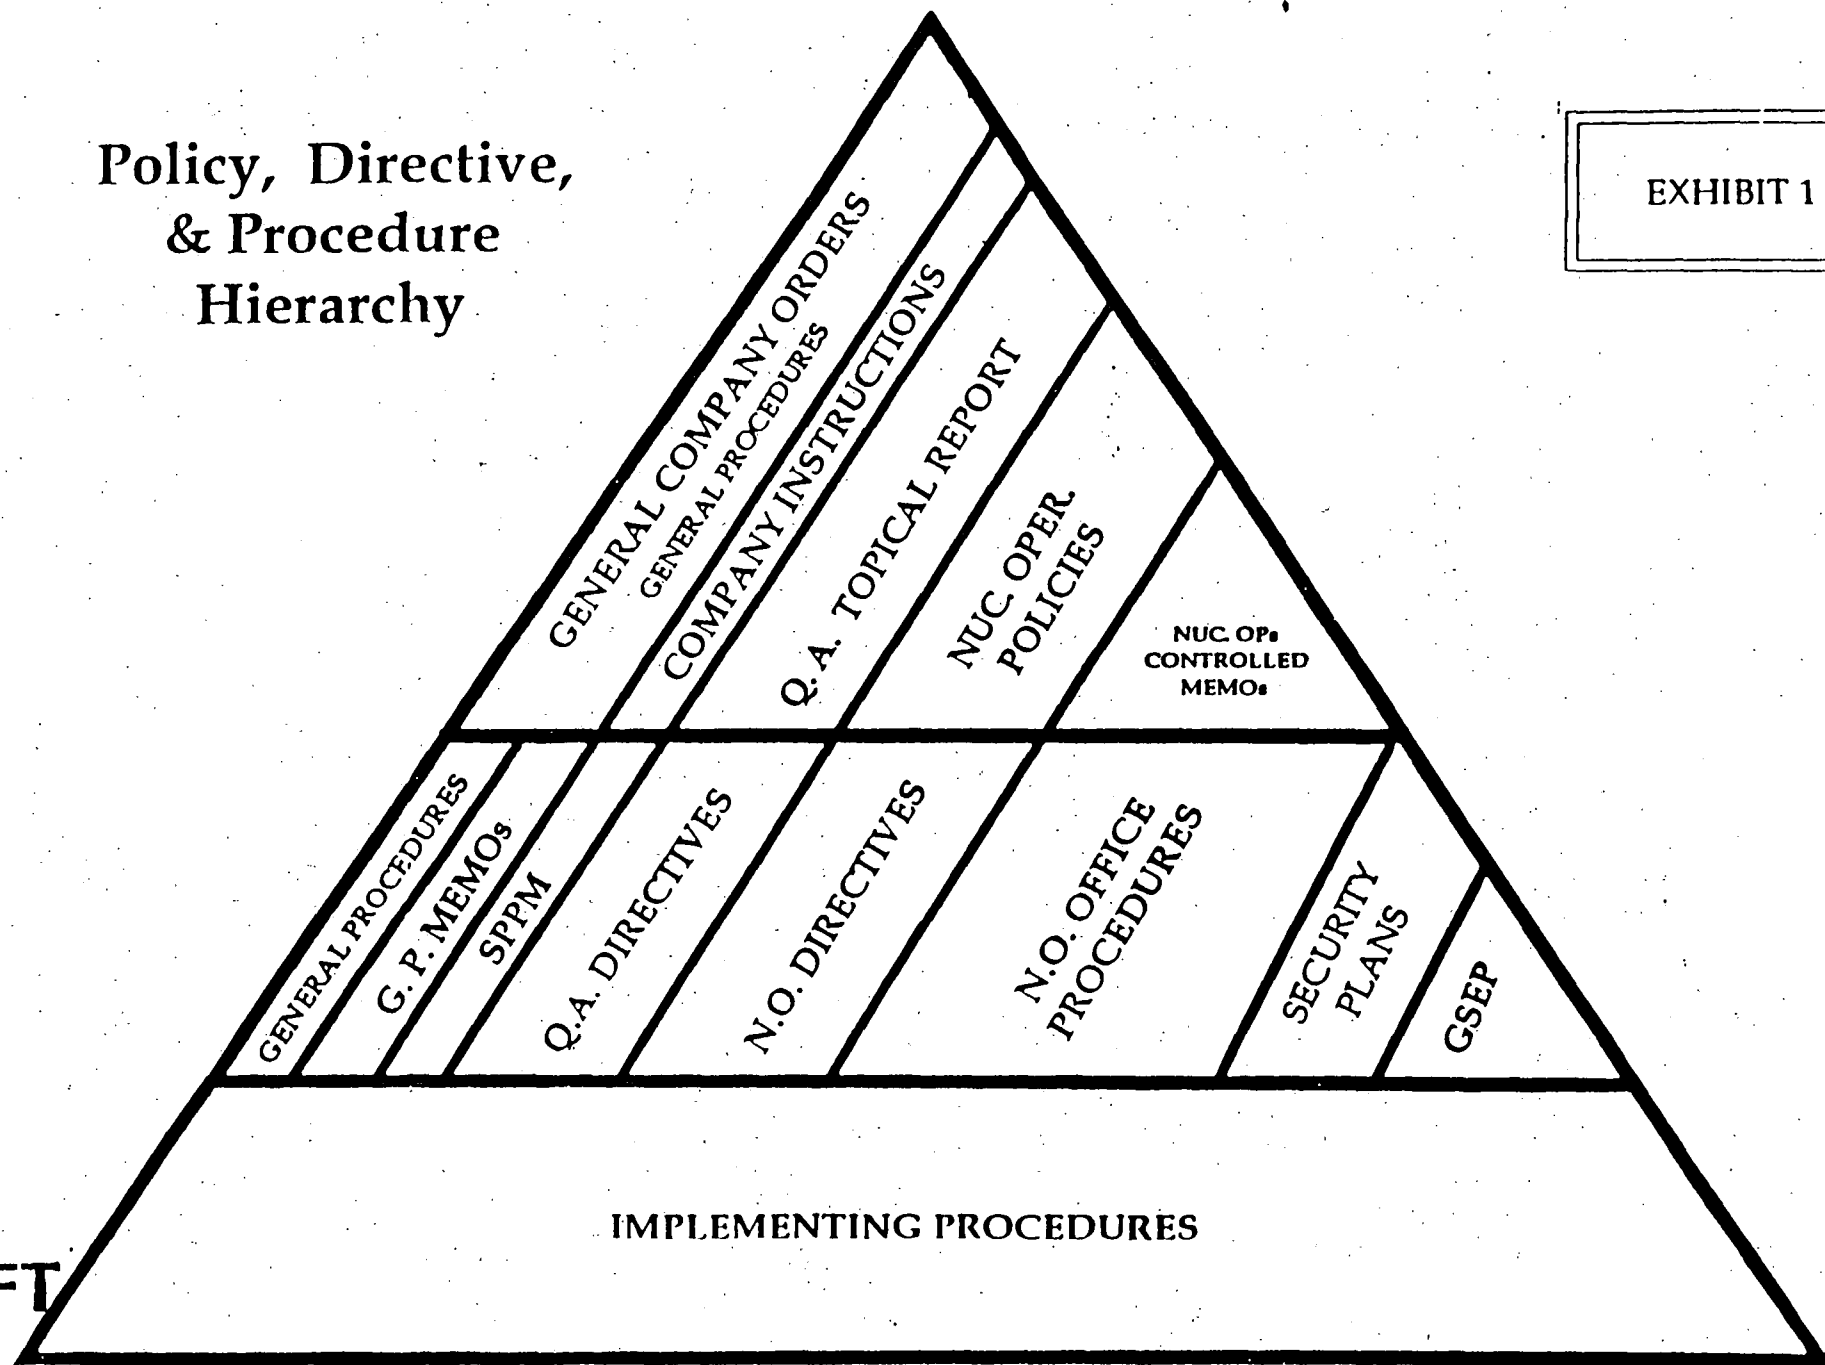 Policy, Directive,
& Procedure
Hierarchy
EXHIBIT 1
GENERAL COMPANY ORDERS
GENERAL PROCEDURES
COMPANY INSTRUCTIONS
Q. A. TOPICAL REPORT
NUC. OPER.
POLICIES
NUC. OPs
CONTROLLED
MEMOs
GENERAL PROCEDURES
G. P. MEMOs
SPPM
Q.A. DIRECTIVES
N.O. DIRECTIVES
N.O. OFFICE
PROCEDURES
SECURITY
PLANS
GSEP
IMPLEMENTING PROCEDURES
FT